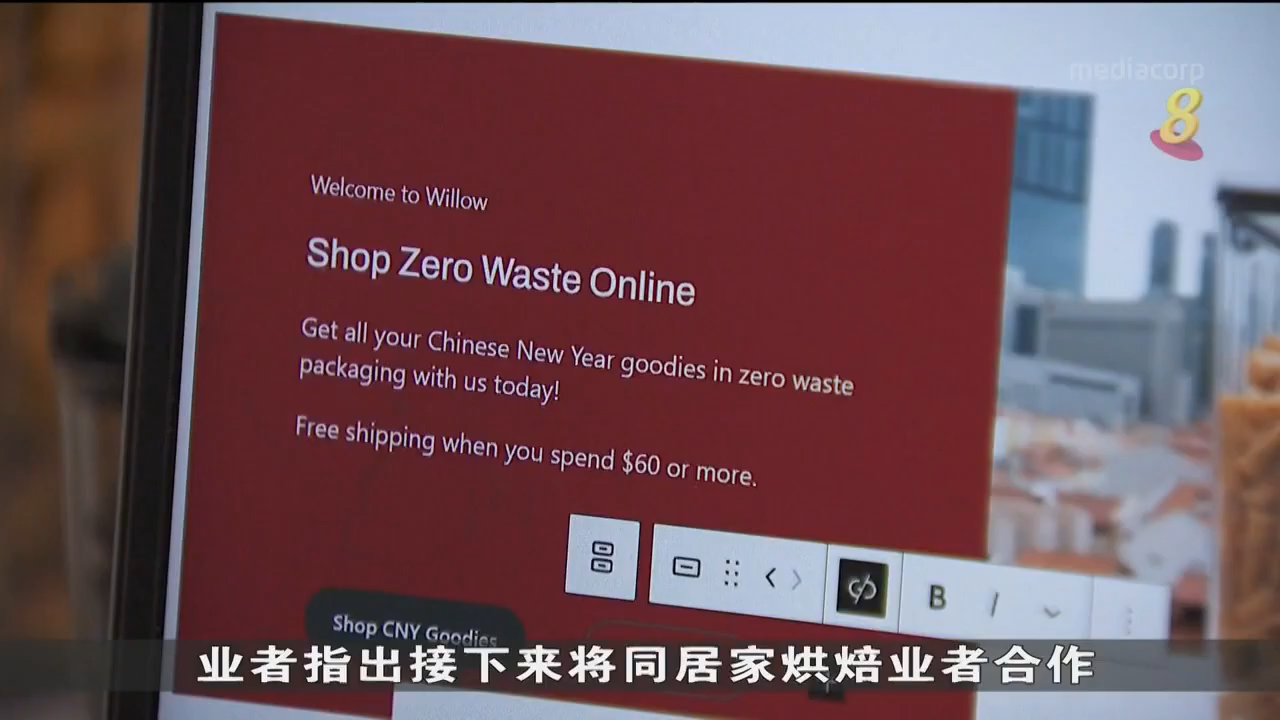 mediacorp
8
Welcome to Willow
Shop Zero Waste Online
Get all your Chinese New Year goodies in zero waste
packaging with us today!
Free shipping when you spend $60 or more.
B I
Shop CNY Goodies
业者指出接下来将同居家烘焙业者合作